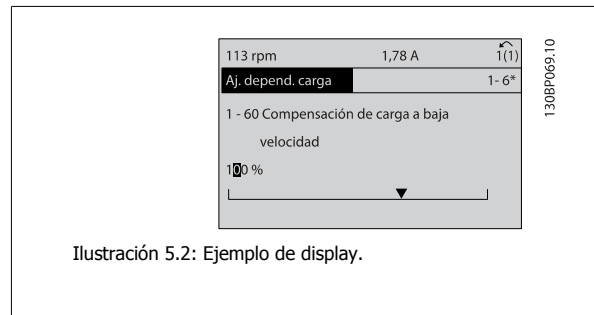 113 rpm 1,78 A 1(1)
Aj. depend. carga 1- 6*
1 - 60 Compensación de carga a baja
velocidad
100 %
130BP069.10
Ilustración 5.2: Ejemplo de display.